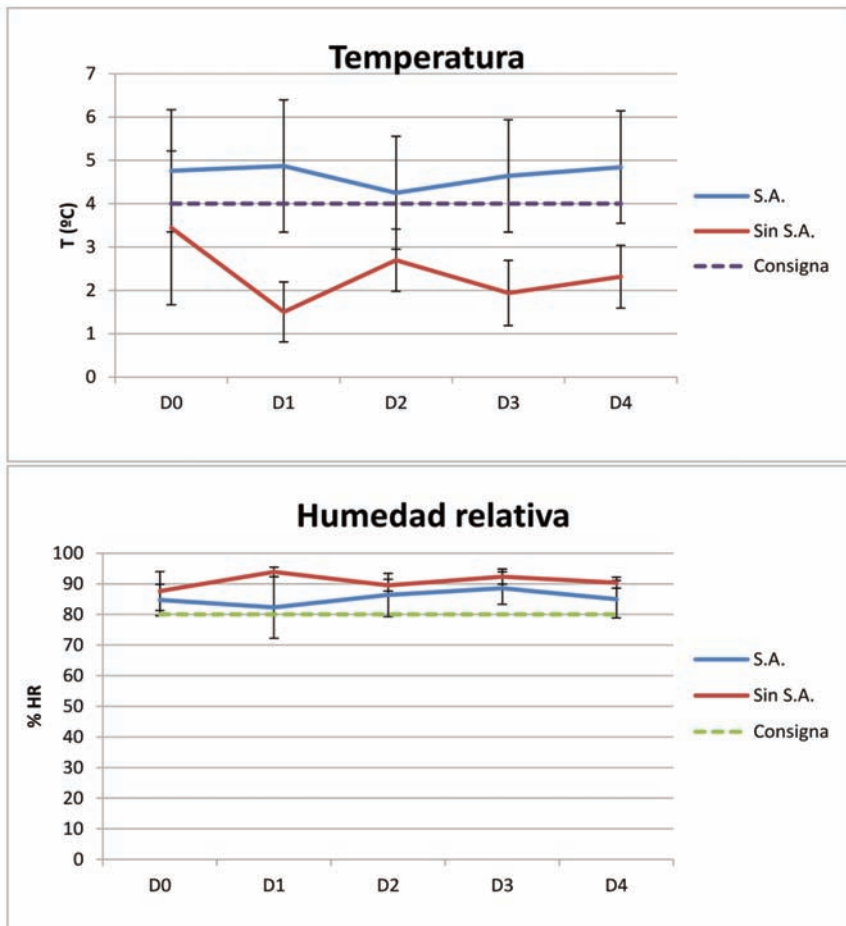 Temperatura
7
6
5
4
3
2
1
0
T (ºC)
D0 D1 D2 D3 D4
S.A.
Sin S.A.
Consigna
Humedad relativa
100
90
80
70
60
50
40
30
20
10
0
% HR
D0 D1 D2 D3 D4
S.A.
Sin S.A.
Consigna